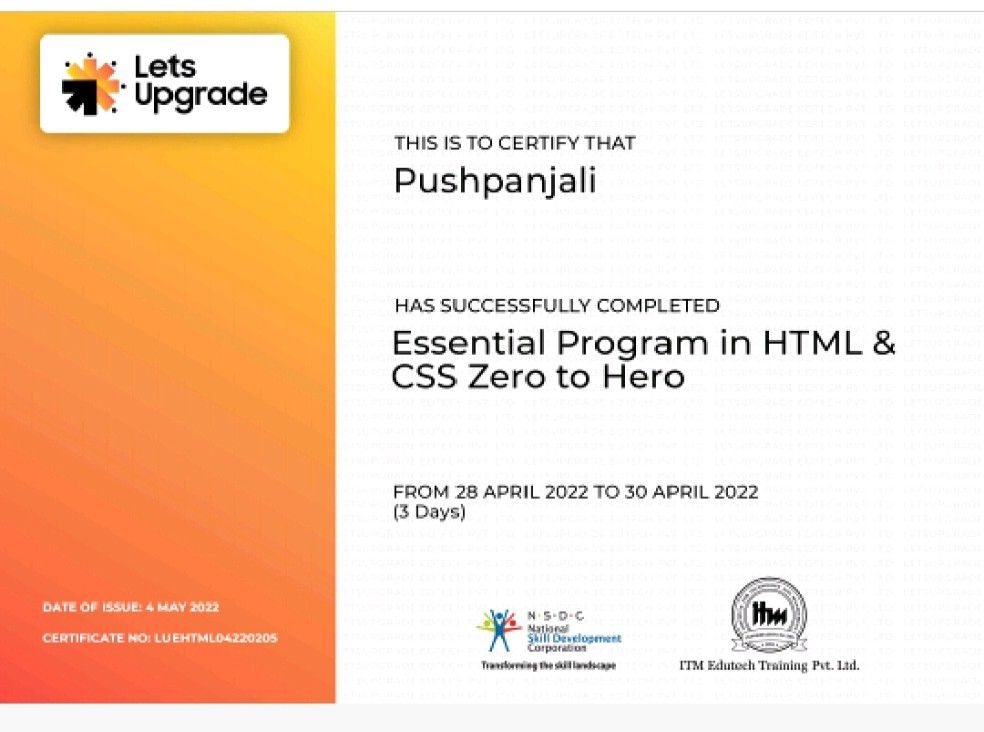 Lets
Upgrade
THIS IS TO CERTIFY THAT
Pushpanjali
HAS SUCCESSFULLY COMPLETED
Essential Program in HTML &
CSS Zero to Hero
FROM 28 APRIL 2022 TO 30 APRIL 2022
(3 Days)
DATE OF ISSUE: 4 MAY 2022
CERTIFICATE NO: LUEHTML04220205
N·S·D·C
National
Skill Development
Corporation
Transforming the skill landscape
itm
ITM Edutech Training Pvt. Ltd.